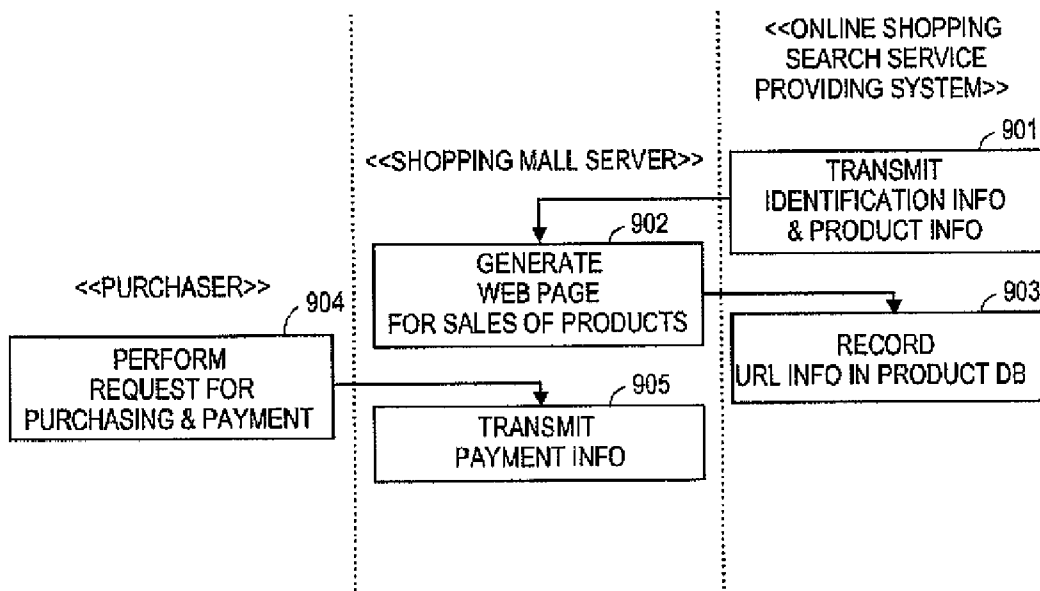 <<ONLINE SHOPPING
SEARCH SERVICE
PROVIDING SYSTEM>>
901
<<SHOPPING MALL SERVER>>
TRANSMIT
IDENTIFICATION INFO
& PRODUCT INFO
902
GENERATE
WEB PAGE
FOR SALES OF PRODUCTS
<<PURCHASER>>
903
RECORD
URL INFO IN PRODUCT DB
904
PERFORM
REQUEST FOR
PURCHASING & PAYMENT
905
TRANSMIT
PAYMENT INFO